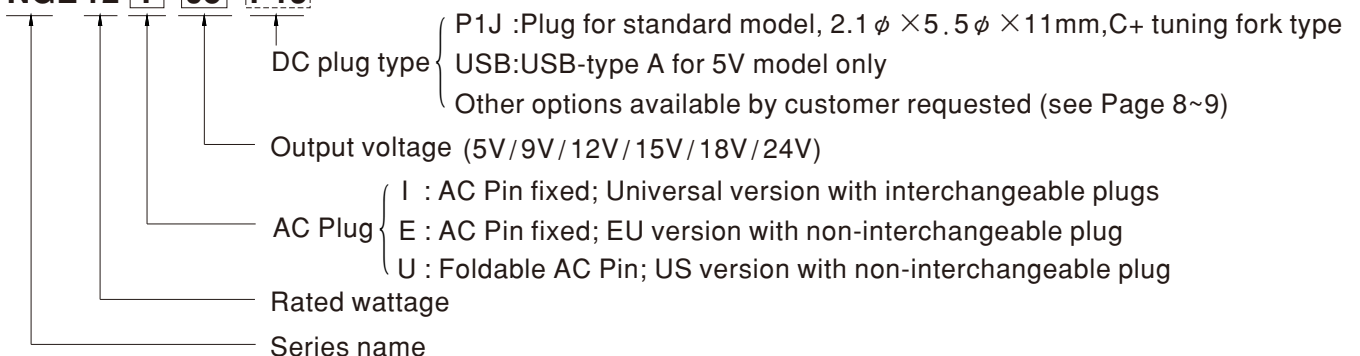 P1J :Plug for standard model, 2.1φ×5.5φ×11mm,C+ tuning fork type
DC plug type
USB:USB-type A for 5V model only
Other options available by customer requested (see Page 8~9)
Output voltage (5V/9V/12V/15V/18V/24V)
I : AC Pin fixed; Universal version with interchangeable plugs
AC Plug
E : AC Pin fixed; EU version with non-interchangeable plug
U : Foldable AC Pin; US version with non-interchangeable plug
Rated wattage
Series name